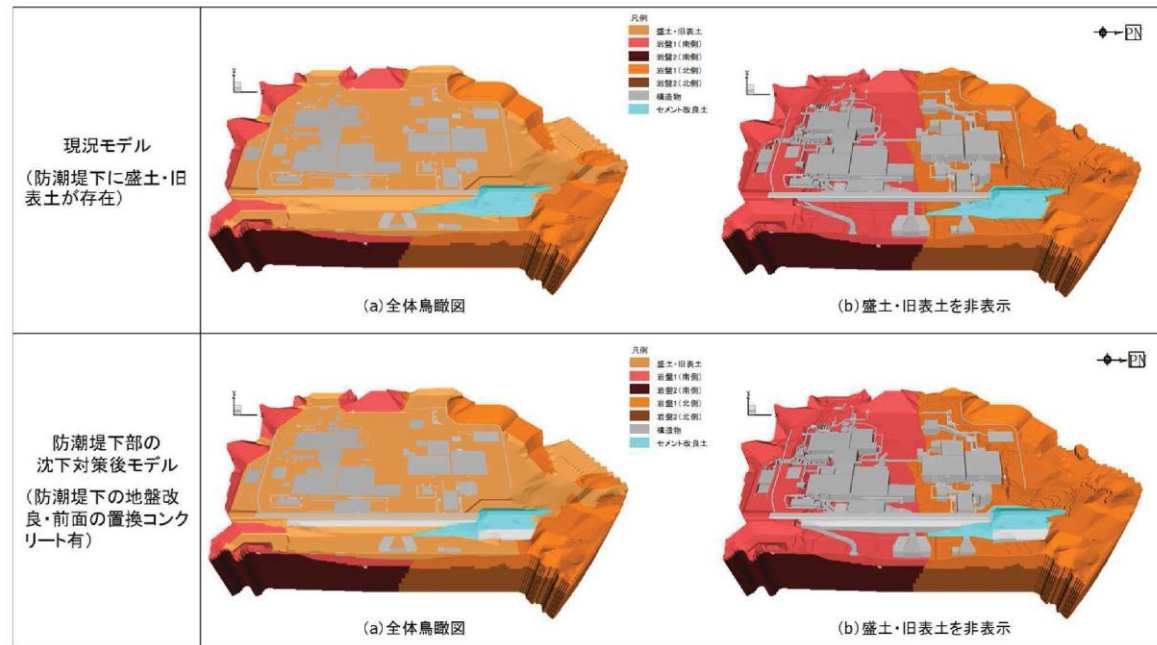 現況モデル
(防潮堤下に盛土・旧
表土が存在)
凡例
盛土・旧表土
岩盤1(南側)
岩盤2(南側)
岩盤1(北側)
岩盤2(北側)
構造物
セメント改良土
PN
(a)全体鳥瞰図
(b)盛土・旧表土を非表示
防潮堤下部の
沈下対策後モデル
(防潮堤下の地盤改
良・前面の置換コンク
リート有)
凡例
盛土・旧表土
岩盤1(南側)
岩盤2(南側)
岩盤1(北側)
岩盤2(北側)
構造物
セメント改良土
PN
(a)全体鳥瞰図
(b)盛土・旧表土を非表示